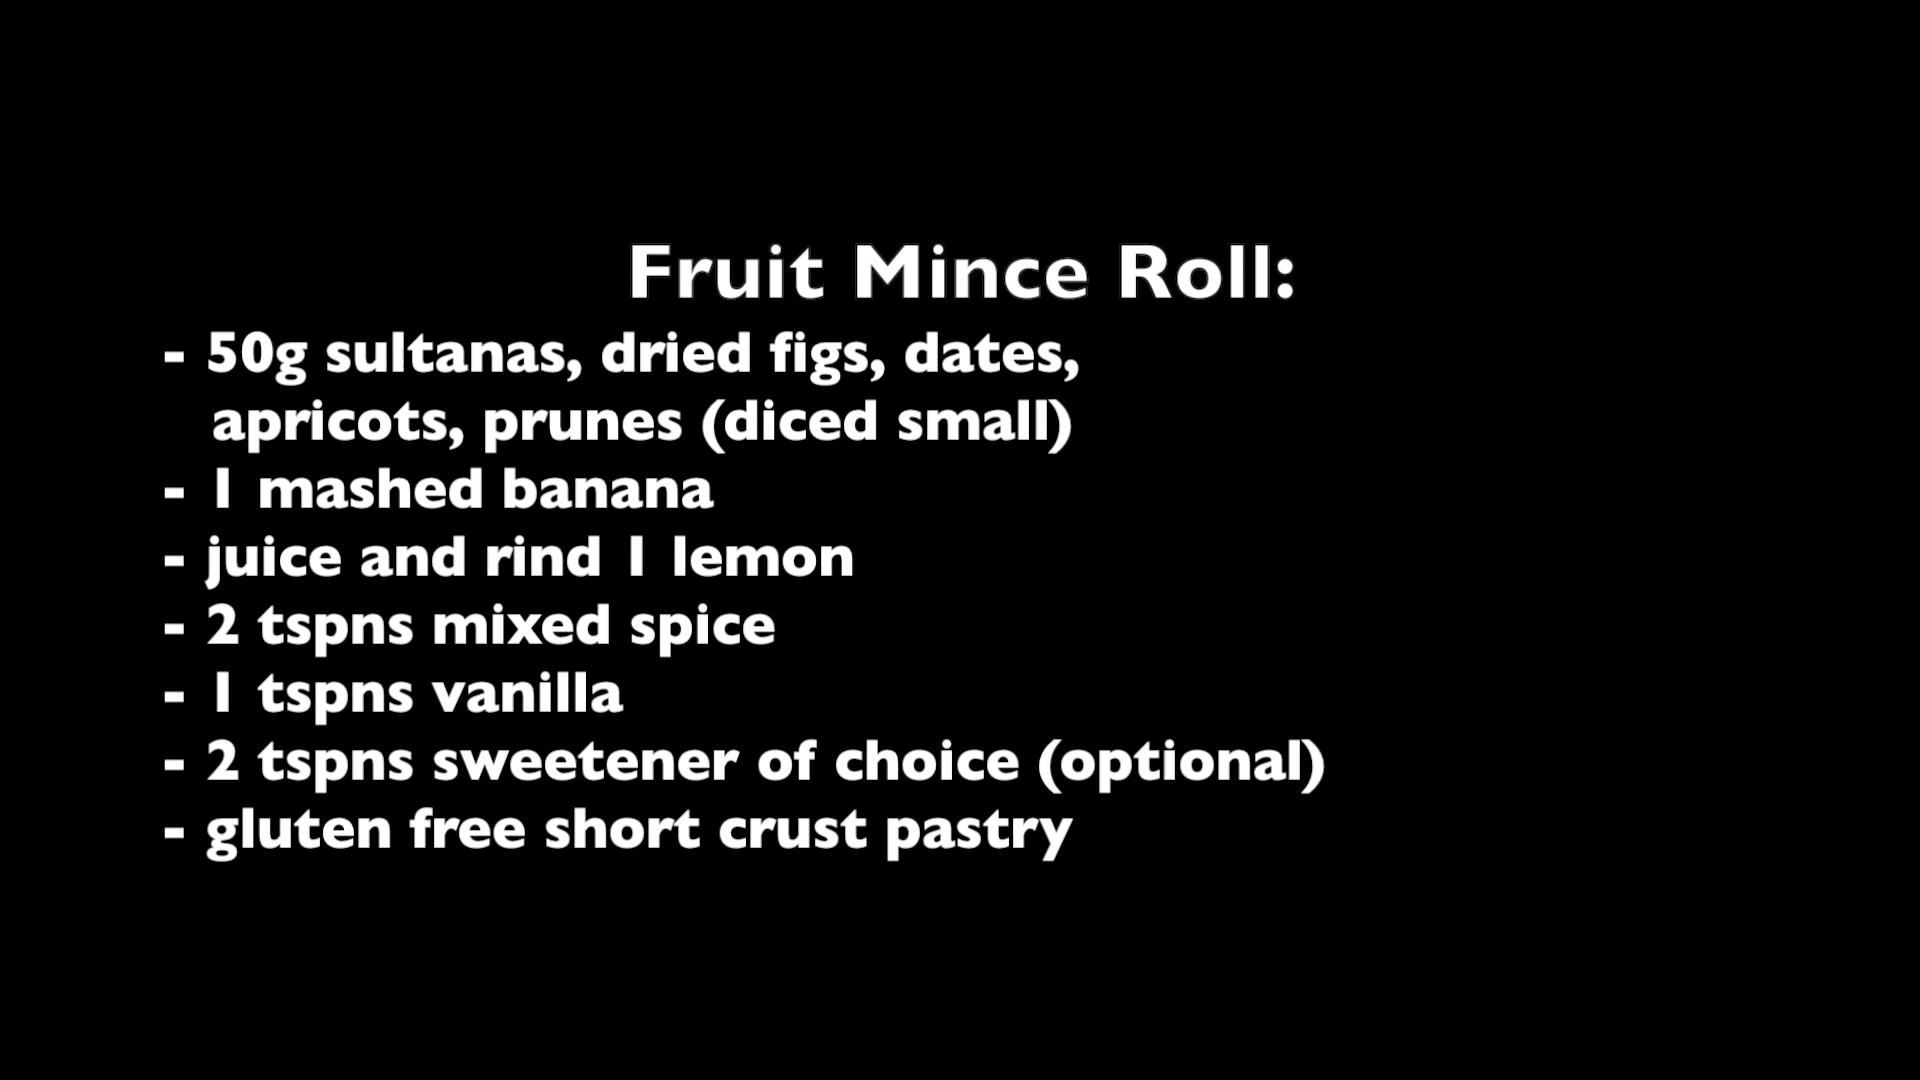 Fruit Mince Roll:
- 50g sultanas, dried figs, dates,
apricots, prunes (diced small)
- 1 mashed banana
- juice and rind 1 lemon
- 2 tspns mixed spice
- 1 tspns vanilla
- 2 tspns sweetener of choice (optional)
- gluten free short crust pastry